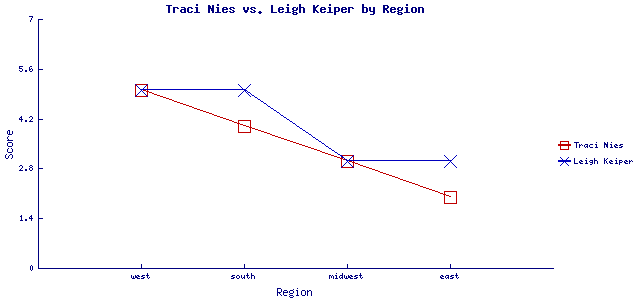 Traci Nies vs. Leigh Keiper by Region
7
5.6
4.2
2.8
1.4
0
Score
west south midwest east
Region
Traci Nies
Leigh Keiper